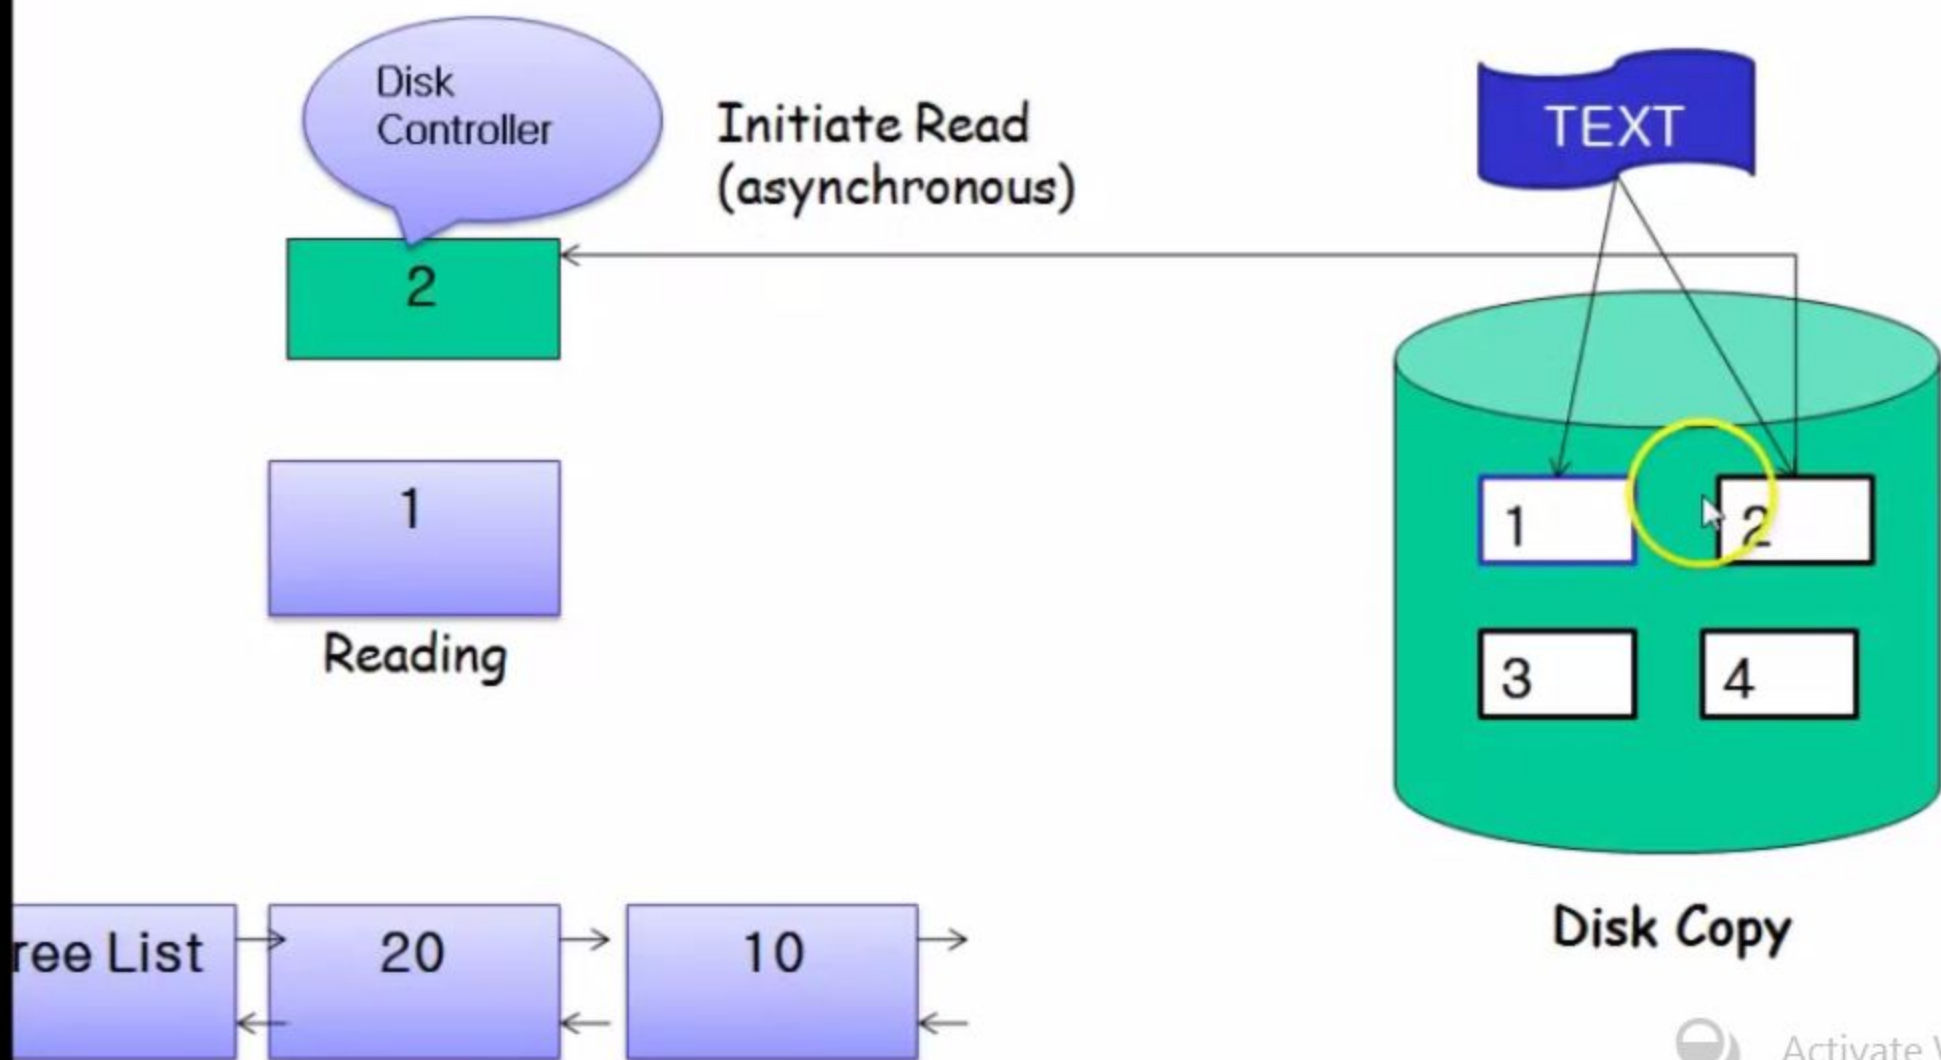 Disk
Controller
Initiate Read
(asynchronous)
TEXT
2
1
Reading
1
2
3
4
Disk Copy
ree List
20
10
Activate